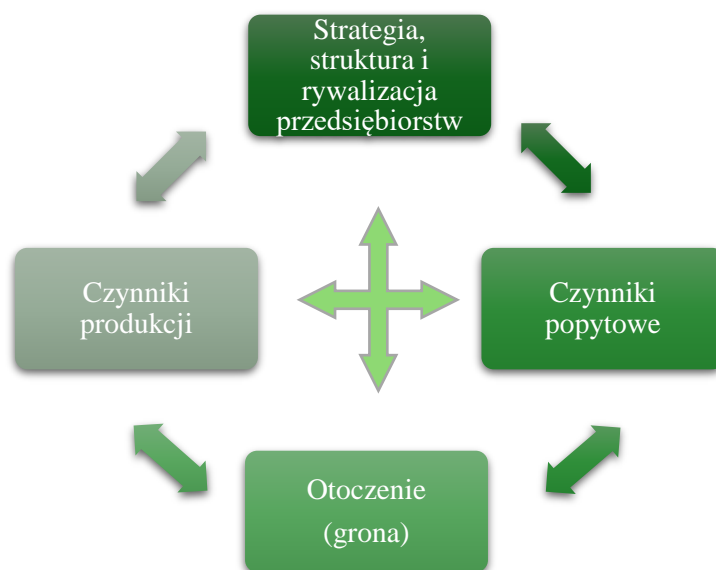 Strategia,
struktura i
rywalizacja
przedsiębiorstw
Czynniki
produkcji
Czynniki
popytowe
Otoczenie
(grona)